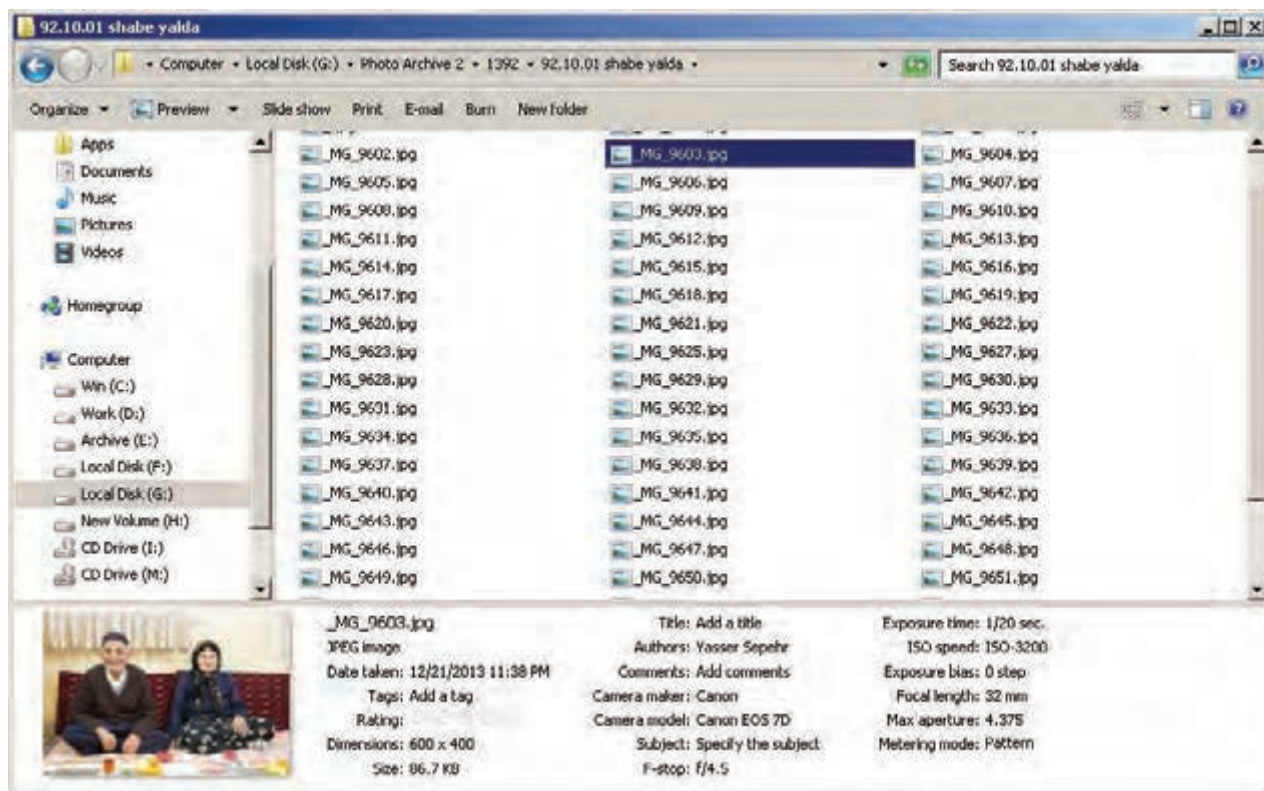 92.10.01 shabe yalda
Computer Local Disk (G:) Photo Archive 2 1392 92.10.01 shabe yalda
Search 92.10.01 shabe yalda
Organize Preview Slide show Print E-mail Burn New folder
Apps
Documents
Music
Pictures
Videos
Homegroup
Computer
Win (C:)
Work (D:)
Archive (E:)
Local Disk (F:)
Local Disk (G:)
New Volume (H:)
CD Drive (I:)
CD Drive (M:)
_MG_9602.jpg _MG_9603.jpg _MG_9604.jpg
_MG_9605.jpg _MG_9606.jpg _MG_9607.jpg
_MG_9608.jpg _MG_9609.jpg _MG_9610.jpg
_MG_9611.jpg _MG_9612.jpg _MG_9613.jpg
_MG_9614.jpg _MG_9615.jpg _MG_9616.jpg
_MG_9617.jpg _MG_9618.jpg _MG_9619.jpg
_MG_9620.jpg _MG_9621.jpg _MG_9622.jpg
_MG_9623.jpg _MG_9625.jpg _MG_9627.jpg
_MG_9628.jpg _MG_9629.jpg _MG_9630.jpg
_MG_9631.jpg _MG_9632.jpg _MG_9633.jpg
_MG_9634.jpg _MG_9635.jpg _MG_9636.jpg
_MG_9637.jpg _MG_9638.jpg _MG_9639.jpg
_MG_9640.jpg _MG_9641.jpg _MG_9642.jpg
_MG_9643.jpg _MG_9644.jpg _MG_9645.jpg
_MG_9646.jpg _MG_9647.jpg _MG_9648.jpg
_MG_9649.jpg _MG_9650.jpg _MG_9651.jpg
_MG_9603.jpg
JPEG image
Date taken: 12/21/2013 11:38 PM
Tags: Add a tag
Rating:
Dimensions: 600 x 400
Size: 86.7 KB
Title: Add a title
Authors: Yasser Sepehr
Comments: Add comments
Camera maker: Canon
Camera model: Canon EOS 7D
Subject: Specify the subject
F-stop: f/4.5
Exposure time: 1/20 sec.
ISO speed: ISO-3200
Exposure bias: 0 step
Focal length: 32 mm
Max aperture: 4.375
Metering mode: Pattern